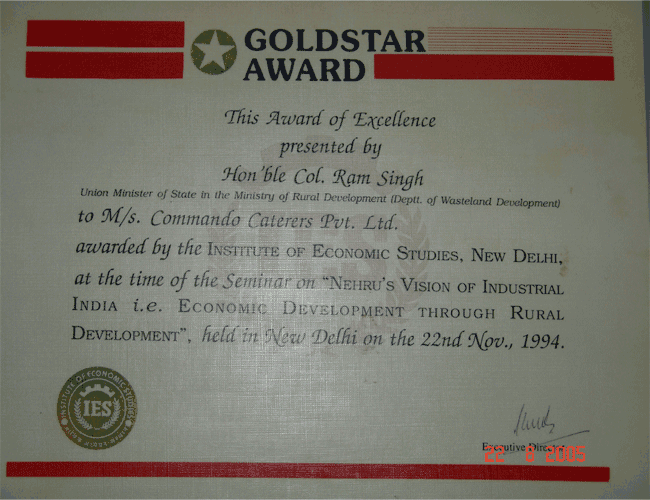 GOLDSTAR
AWARD
This Award of Excellence
presented by
Hon'ble Col. Ram Singh
Union Minister of State in the Ministry of Rural Development (Deptt. of Wasteland Development)
to M/s. Commando Caterers Pvt. Ltd.
awarded by the INSTITUTE OF ECONOMIC STUDIES, NEW DELHI,
at the time of the Seminar on "NEHRU'S VISION OF INDUSTRIAL
INDIA i.e. ECONOMIC DEVELOPMENT THROUGH RURAL
DEVELOPMENT", held in New Delhi on the 22nd Nov., 1994.
INSTITUTE OF ECONOMIC STUDIES
IES
Executive Director
22 6 2005